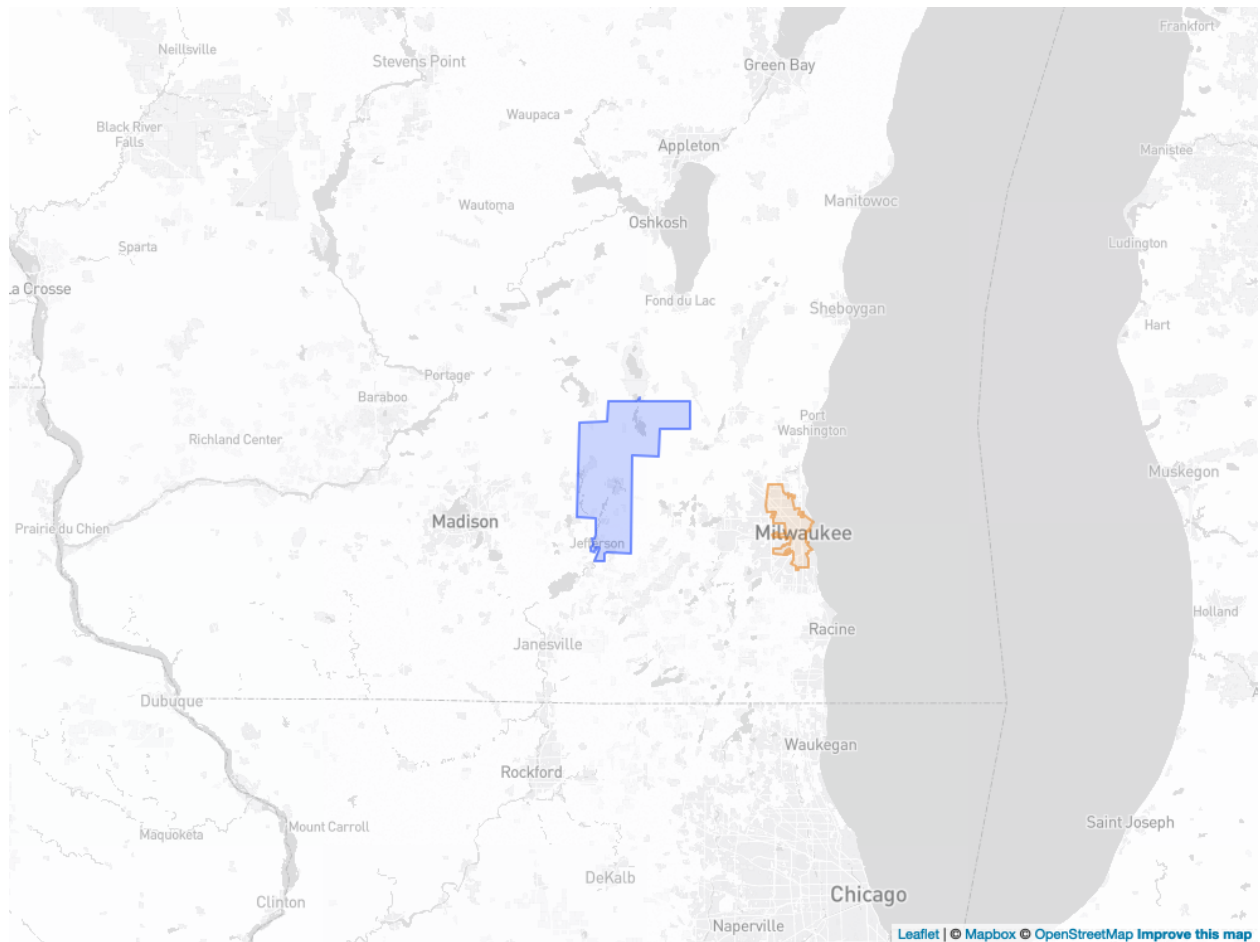 Frankfort
Neillsville
Stevens Point
Green Bay
Waupaca
Black River
Falls
Appleton
Manistee
Wautoma
Manitowoc
Oshkosh
Sparta
Ludington
La Crosse
Fond du Lac
Sheboygan
Hart
Portage
Baraboo
Port
Washington
Richland Center
Muskegon
Madison
Prairie du Chien
Milwaukee
Jefferson
Holland
Racine
Janesville
Dubuque
Waukegan
Rockford
Saint Joseph
Mount Carroll
Maquoketa
DeKalb
Chicago
Clinton
Naperville
Leaflet | © Mapbox © OpenStreetMap Improve this map